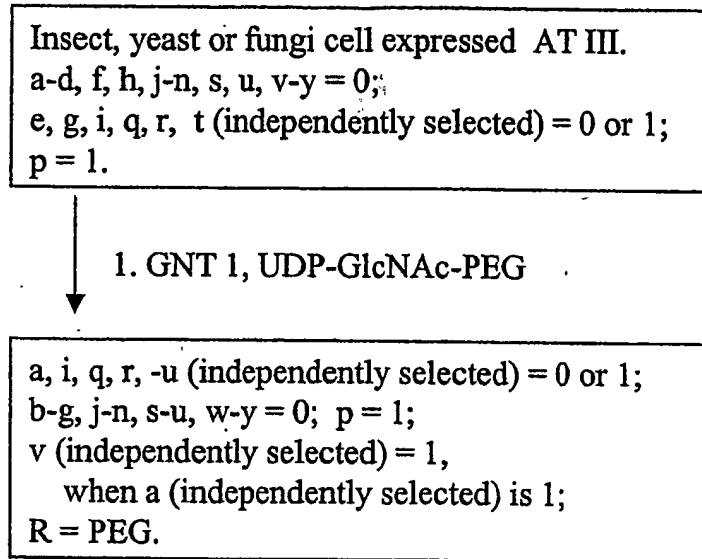 Insect, yeast or fungi cell expressed AT III.
a-d, f, h, j-n, s, u, v-y = 0;
e, g, i, q, r, t (independently selected) = 0 or 1;
p = 1.
1. GNT 1, UDP-GlcNAc-PEG
a, i, q, r, -u (independently selected) = 0 or 1;
b-g, j-n, s-u, w-y = 0; p = 1;
v (independently selected) = 1,
when a (independently selected) is 1;
R = PEG.